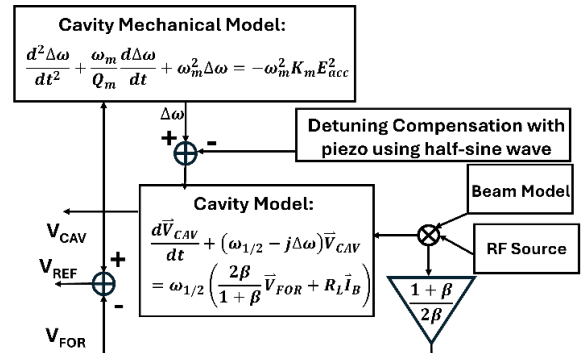 Cavity Mechanical Model:
d²Δω/dt² + ω_m/Q_m dΔω/dt + ω_m²Δω = −ω_m²K_mE_acc²
Δω
+ -
Detuning Compensation with
piezo using half-sine wave
Cavity Model:
dV⃗_CAV/dt + (ω_1/2 − jΔω)V⃗_CAV
= ω_1/2 (2β/1 + β V⃗_FOR + R_L I⃗_B)
Beam Model
RF Source
1 + β/2β
V_CAV
V_REF
+
-
V_FOR